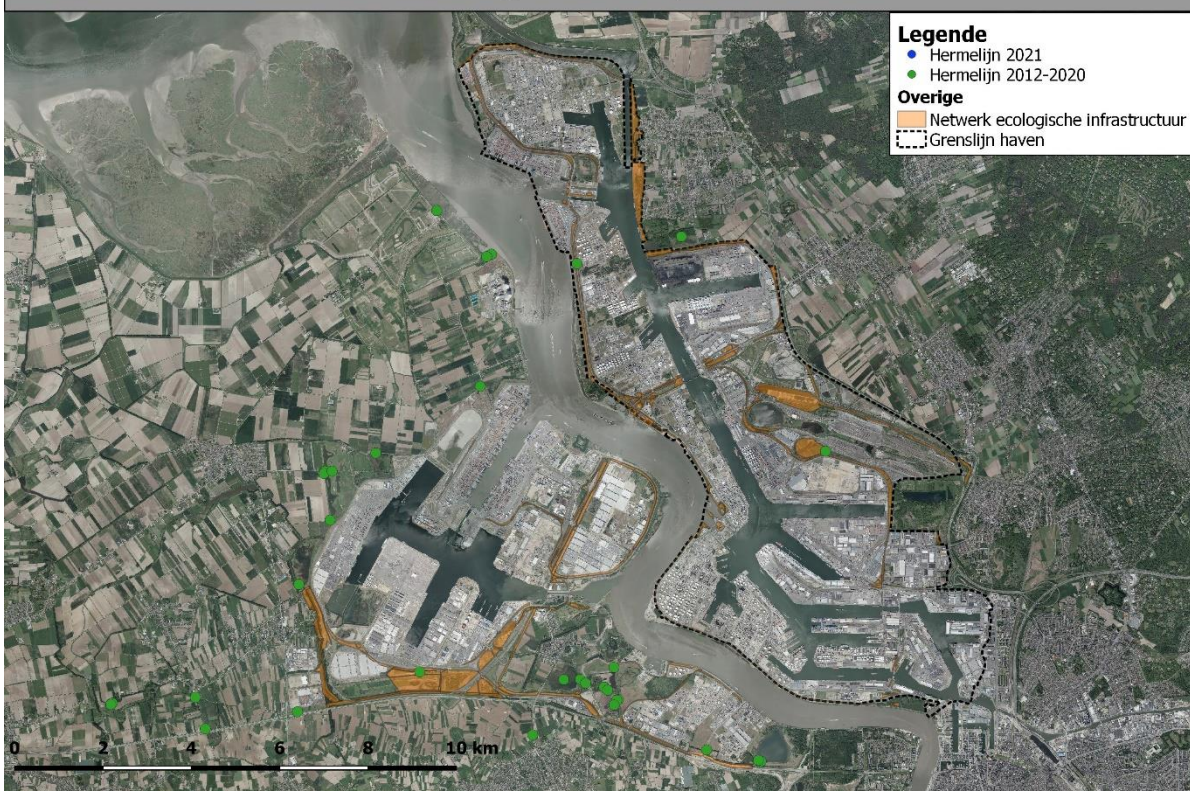 Legende
Hermelijn 2021
Hermelijn 2012-2020
Overige
Netwerk ecologische infrastructuur
Grenslijn haven
0 2 4 6 8 10 km